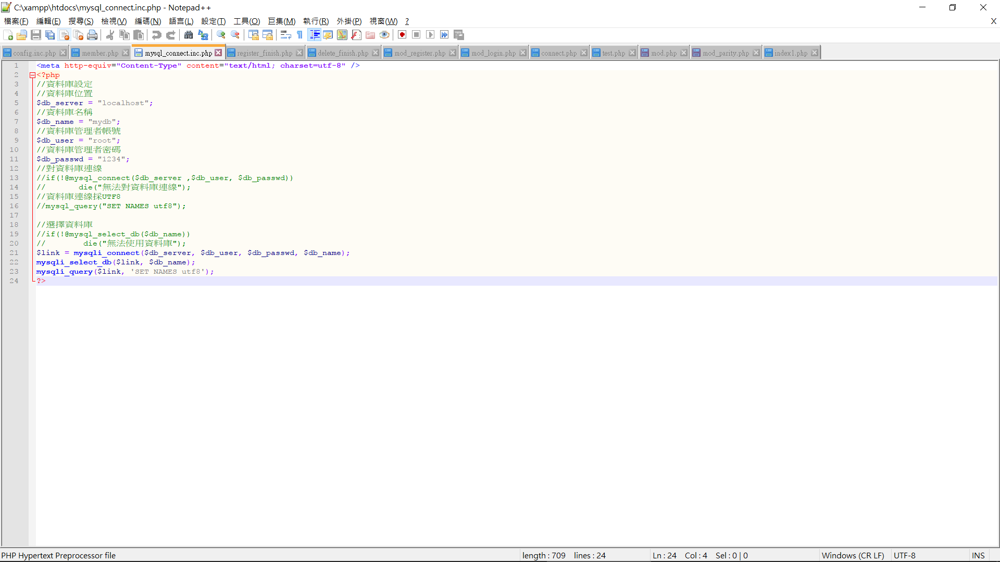 C:\xampp\htdocs\mysql_connect.inc.php - Notepad++
檔案(F) 編輯(E) 搜尋(S) 檢視(V) 編碼(N) 語言(L) 設定(T) 工具(O) 巨集(M) 執行(R) 外掛(P) 視窗(W) ? X
config.inc.php member.php mysql_connect.inc.php register_finish.php delete_finish.php mod_register.php mod_login.php connect.php test.php mod.php mod_parity.php index1.php
1 <meta http-equiv="Content-Type" content="text/html; charset=utf-8" />
2 <?php
3 //資料庫設定
4 //資料庫位置
5 $db_server = "localhost";
6 //資料庫名稱
7 $db_name = "mydb";
8 //資料庫管理者帳號
9 $db_user = "root";
10 //資料庫管理者密碼
11 $db_passwd = "1234";
12 //對資料庫連線
13 //if(!@mysql_connect($db_server ,$db_user, $db_passwd))
14 //       die("無法對資料庫連線");
15 //資料庫連線採UTF8
16 //mysql_query("SET NAMES utf8");
17
18 //選擇資料庫
19 //if(!@mysql_select_db($db_name))
20 //        die("無法使用資料庫");
21 $link = mysqli_connect($db_server, $db_user, $db_passwd, $db_name);
22 mysqli_select_db($link, $db_name);
23 mysqli_query($link, 'SET NAMES utf8');
24 ?>
PHP Hypertext Preprocessor file length : 709 lines : 24 Ln : 24 Col : 4 Sel : 0 | 0 Windows (CR LF) UTF-8 INS